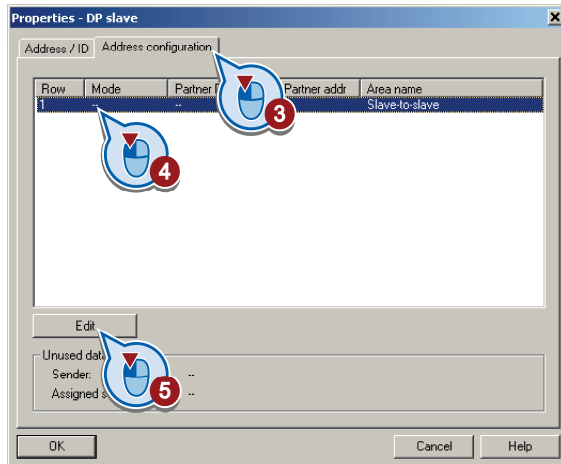 Properties - DP slave
Address / ID Address configuration
Row Mode Partner Partner addr Area name
1 -- -- Slave-to-slave
3
4
Edit
Unused
Sender: --
Assigned --
5
OK Cancel Help